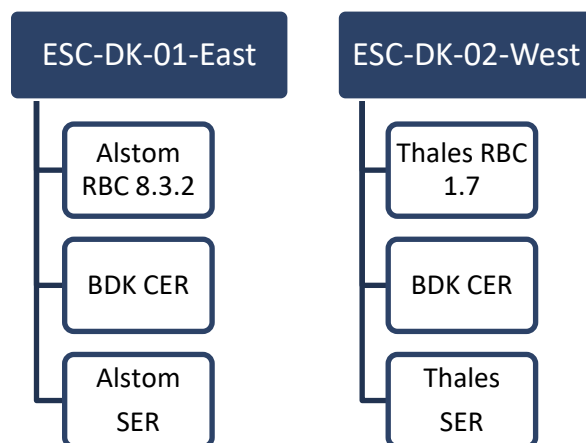 ESC-DK-01-East
Alstom
RBC 8.3.2
BDK CER
Alstom
SER
ESC-DK-02-West
Thales RBC
1.7
BDK CER
Thales
SER